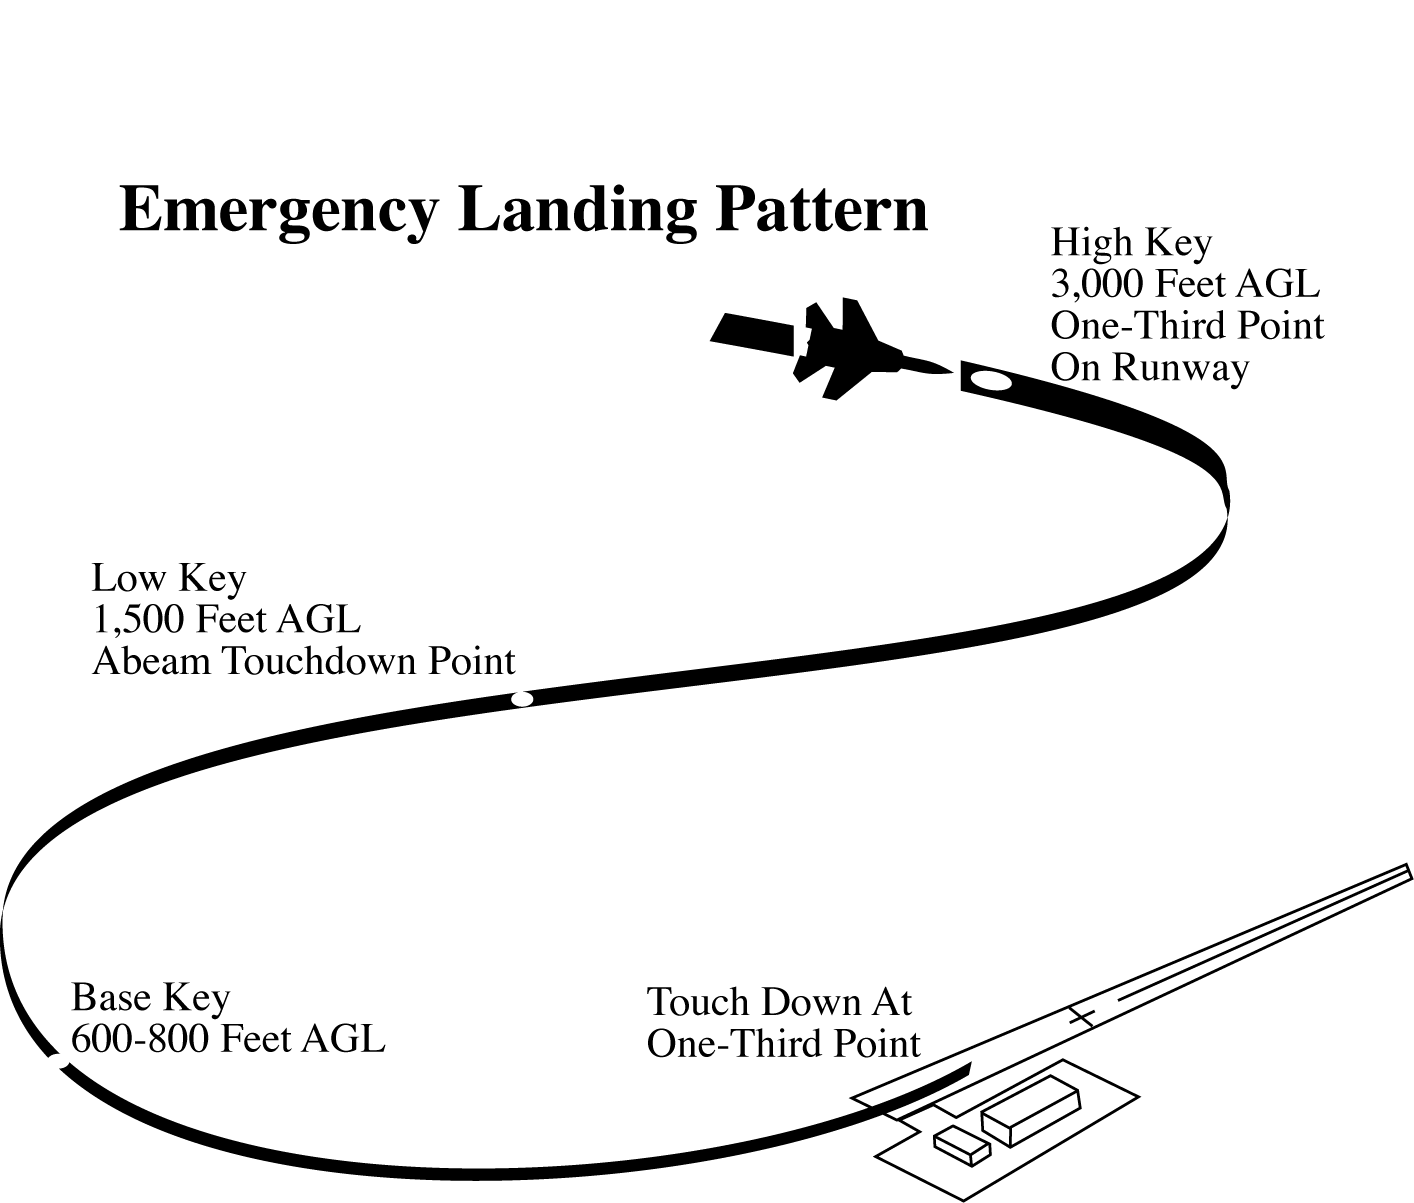 Emergency Landing Pattern
High Key
3,000 Feet AGL
One-Third Point
On Runway
Low Key
1,500 Feet AGL
Abeam Touchdown Point
Base Key
600-800 Feet AGL
Touch Down At
One-Third Point